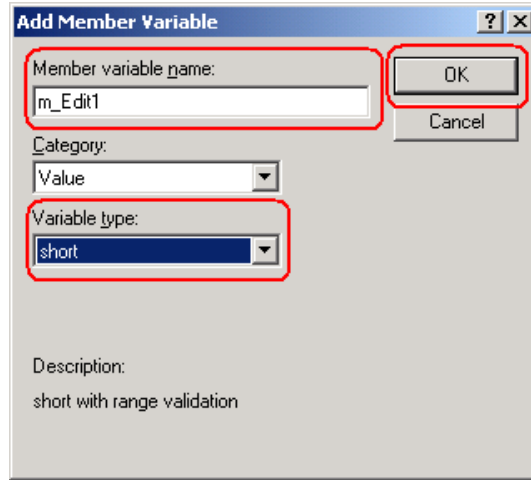 Add Member Variable
Member variable name:
m_Edit1
OK
Cancel
Category:
Value
Variable type:
short
Description:
short with range validation